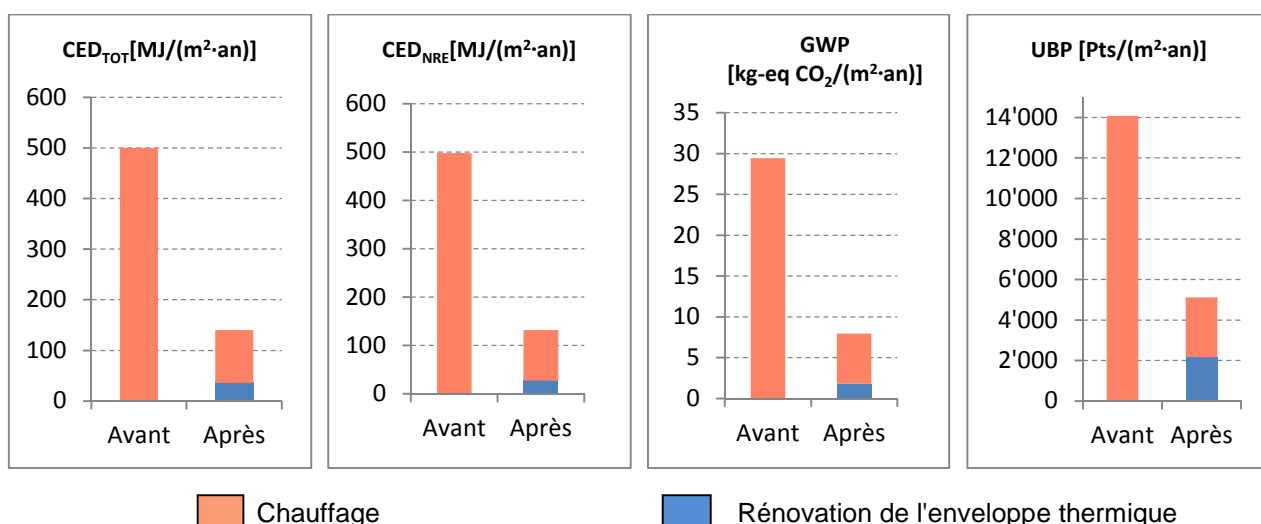 CED_TOT[MJ/(m²·an)]
600
500
400
300
200
100
0
Avant Après
CED_NRE[MJ/(m²·an)]
600
500
400
300
200
100
0
Avant Après
GWP
[kg-eq CO₂/(m²·an)]
35
30
25
20
15
10
5
0
Avant Après
UBP [Pts/(m²·an)]
14'000
12'000
10'000
8'000
6'000
4'000
2'000
0
Avant Après
Chauffage
Rénovation de l'enveloppe thermique